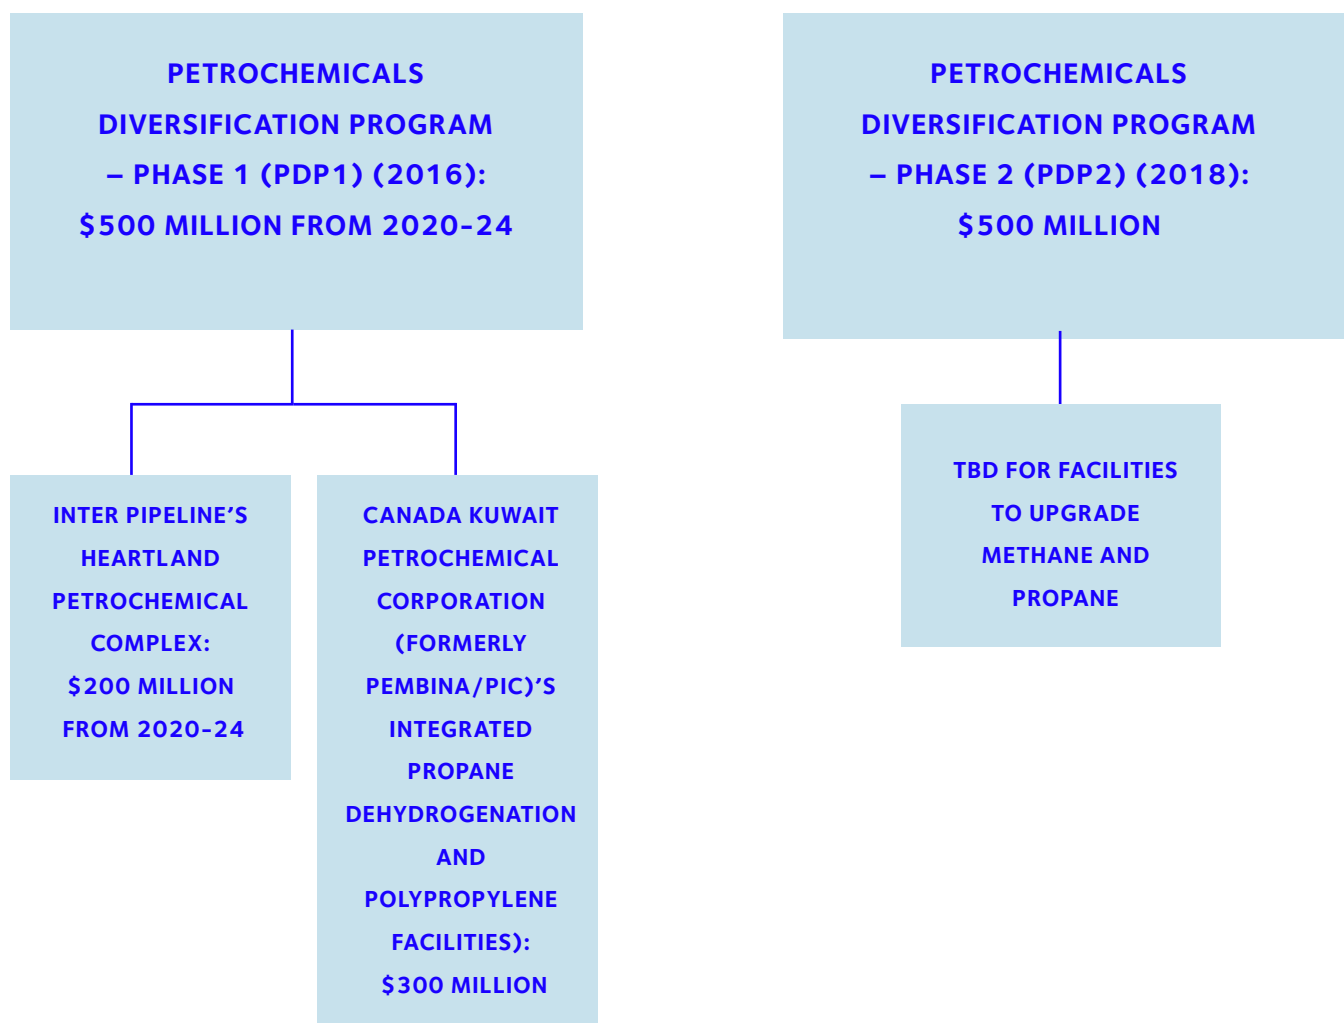 PETROCHEMICALS
DIVERSIFICATION PROGRAM
– PHASE 1 (PDP1) (2016):
$500 MILLION FROM 2020-24
PETROCHEMICALS
DIVERSIFICATION PROGRAM
– PHASE 2 (PDP2) (2018):
$500 MILLION
INTER PIPELINE’S
HEARTLAND
PETROCHEMICAL
COMPLEX:
$200 MILLION
FROM 2020-24
CANADA KUWAIT
PETROCHEMICAL
CORPORATION
(FORMERLY
PEMBINA/PIC)’S
INTEGRATED
PROPANE
DEHYDROGENATION
AND
POLYPROPYLENE
FACILITIES):
$300 MILLION
TBD FOR FACILITIES
TO UPGRADE
METHANE AND
PROPANE